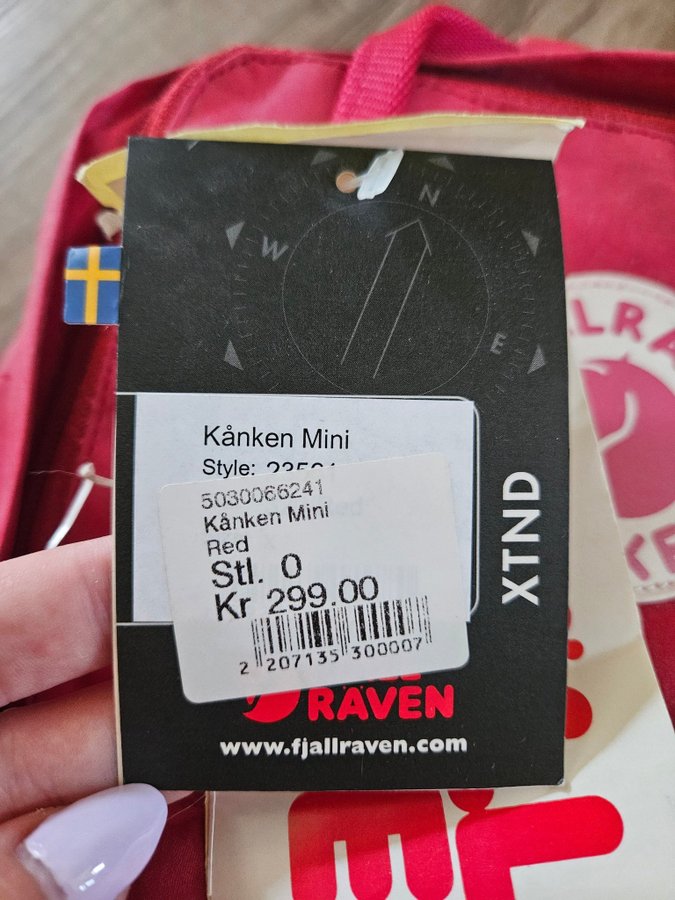 N
W
E
Kånken Mini
Style:
5030066241
Kånken Mini
Red
Stl. 0
Kr 299.00
2 207135 300007
XTND
RÄVEN
www.fjallraven.com